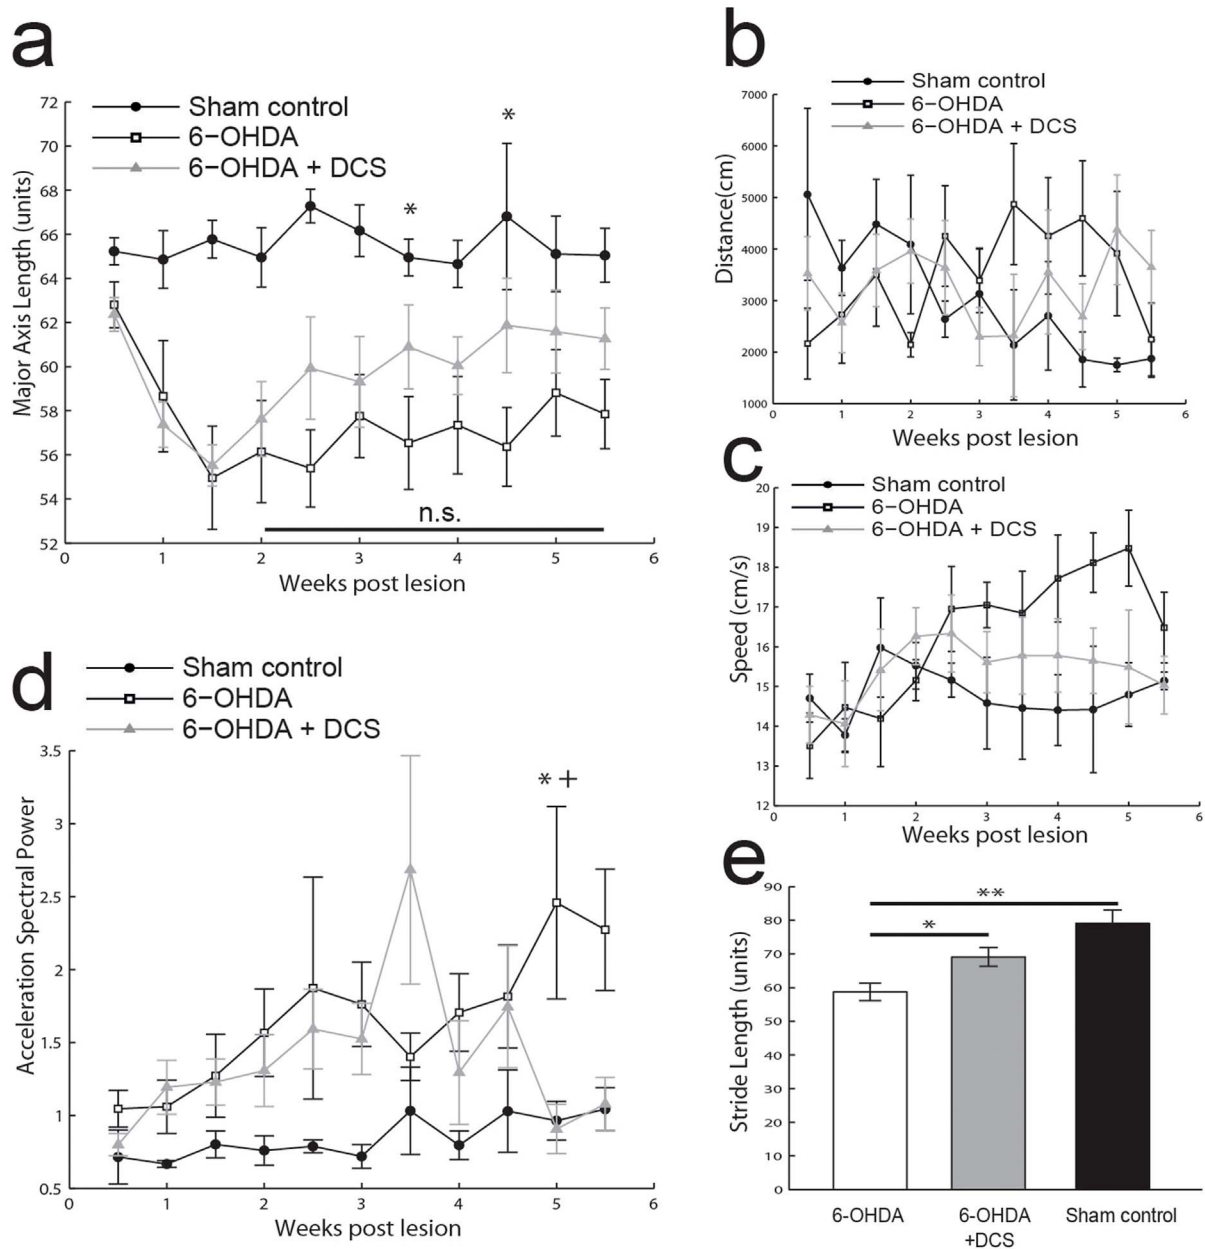 a
Sham control
6−OHDA
6−OHDA + DCS
72
70
68
66
64
62
60
58
56
54
52
0
1
2
3
4
5
6
*
*
n.s.
Major Axis Length (units)
Weeks post lesion
b
Sham control
6−OHDA
6−OHDA + DCS
7000
6000
5000
4000
3000
2000
1000
0
1
2
3
4
5
6
Distance(cm)
Weeks post lesion
c
Sham control
6−OHDA
6−OHDA + DCS
20
19
18
17
16
15
14
13
12
0
1
2
3
4
5
6
Speed (cm/s)
Weeks post lesion
d
Sham control
6−OHDA
6−OHDA + DCS
3.5
3
2.5
2
1.5
1
0.5
0
1
2
3
4
5
6
* +
Acceleration Spectral Power
Weeks post lesion
e
90
80
70
60
50
40
30
20
10
0
**
*
Stride Length (units)
6-OHDA
6-OHDA
+DCS
Sham control